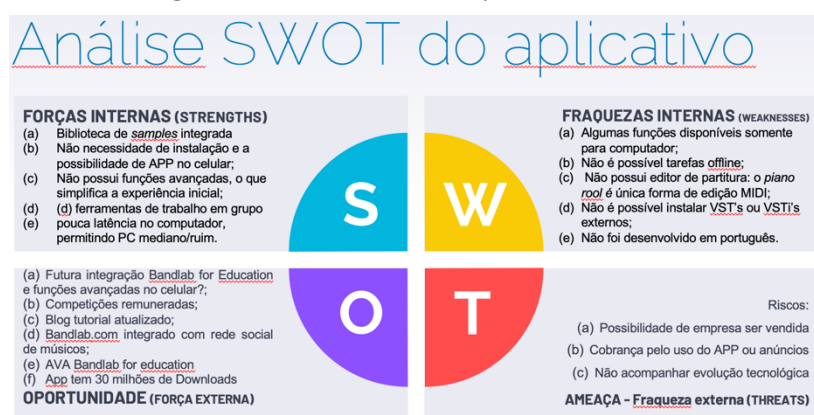 Análise SWOT do aplicativo
FORÇAS INTERNAS (STRENGTHS)
(a) Biblioteca de samples integrada
(b) Não necessidade de instalação e a
possibilidade de APP no celular;
(c) Não possui funções avançadas, o que
simplifica a experiência inicial;
(d) (d) ferramentas de trabalho em grupo
(e) pouca latência no computador,
permitindo PC mediano/ruim.
S
W
FRAQUEZAS INTERNAS (WEAKNESSES)
(a) Algumas funções disponíveis somente
para computador;
(b) Não é possível tarefas offline;
(c) Não possui editor de partitura: o piano
rool é única forma de edição MIDI;
(d) Não é possível instalar VST's ou VSTi's
externos;
(e) Não foi desenvolvido em português.
(a) Futura integração Bandlab for Education
e funções avançadas no celular?;
(b) Competições remuneradas;
(c) Blog tutorial atualizado;
(d) Bandlab.com integrado com rede social
de músicos;
(e) AVA Bandlab for education
(f) App tem 30 milhões de Downloads
OPORTUNIDADE (FORÇA EXTERNA)
O
T
Riscos:
(a) Possibilidade de empresa ser vendida
(b) Cobrança pelo uso do APP ou anúncios
(c) Não acompanhar evolução tecnológica
AMEAÇA – Fraqueza externa (THREATS)